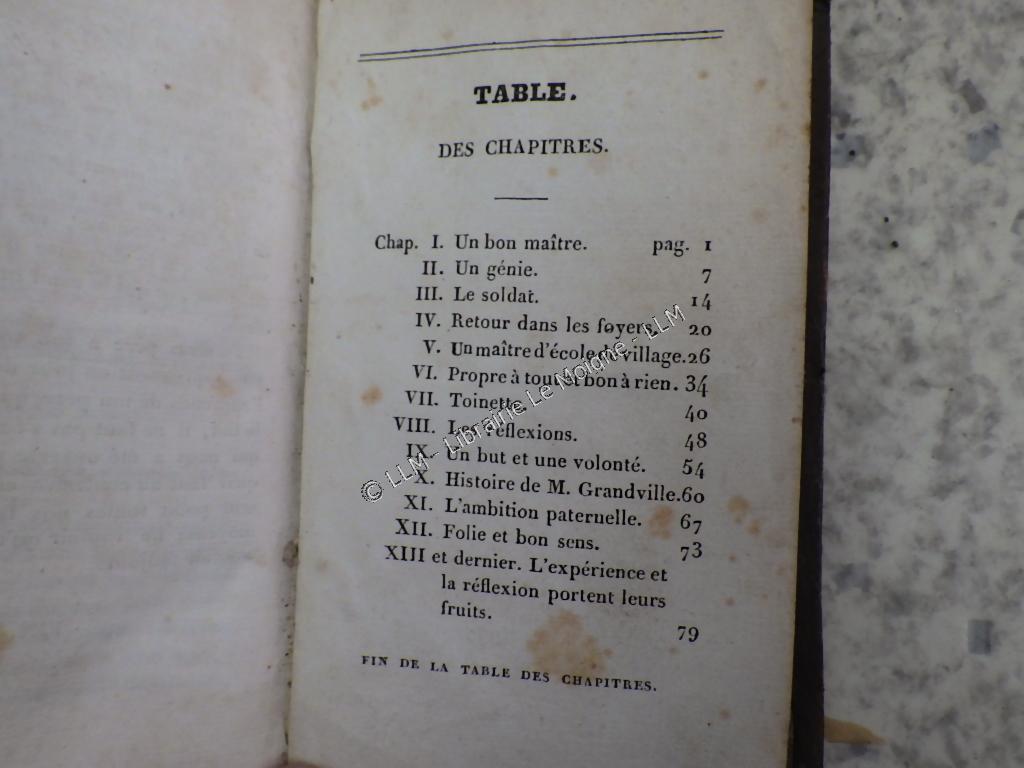 TABLE.
DES CHAPITRES.
Chap. I. Un bon maître. pag. 1
II. Un génie. 7
III. Le soldat. 14
IV. Retour dans les foyers. 20
V. Un maître d'école de village. 26
VI. Propre à tout et bon à rien. 34
VII. Toinette. 40
VIII. Les réflexions. 48
IX. Un but et une volonté. 54
X. Histoire de M. Grandville. 60
XI. L'ambition paternelle. 67
XII. Folie et bon sens. 73
XIII et dernier. L'expérience et
la réflexion portent leurs
fruits.
79
FIN DE LA TABLE DES CHAPITRES.
© LLM - Librairie Le Molone - LLM